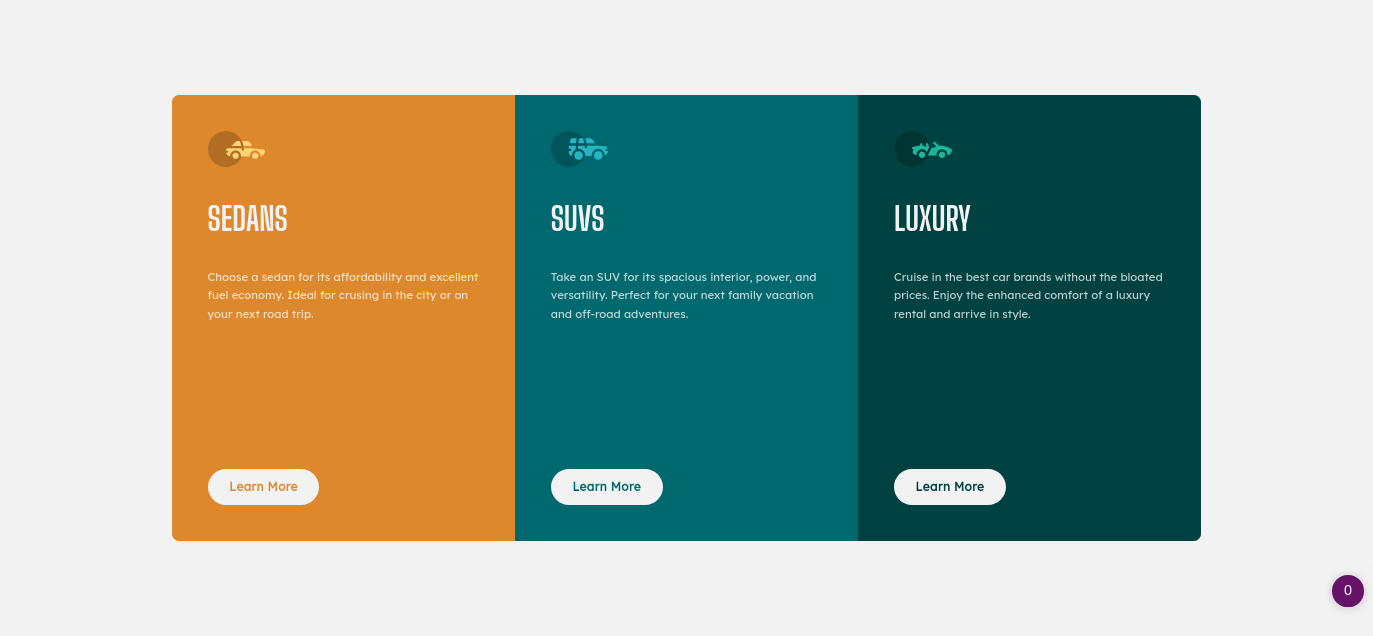 SEDANS
Choose a sedan for its affordability and excellent
fuel economy. Ideal for crusing in the city or on
your next road trip.
Learn More
SUVS
Take an SUV for its spacious interior, power, and
versatility. Perfect for your next family vacation
and off-road adventures.
Learn More
LUXURY
Cruise in the best car brands without the bloated
prices. Enjoy the enhanced comfort of a luxury
rental and arrive in style.
Learn More
0